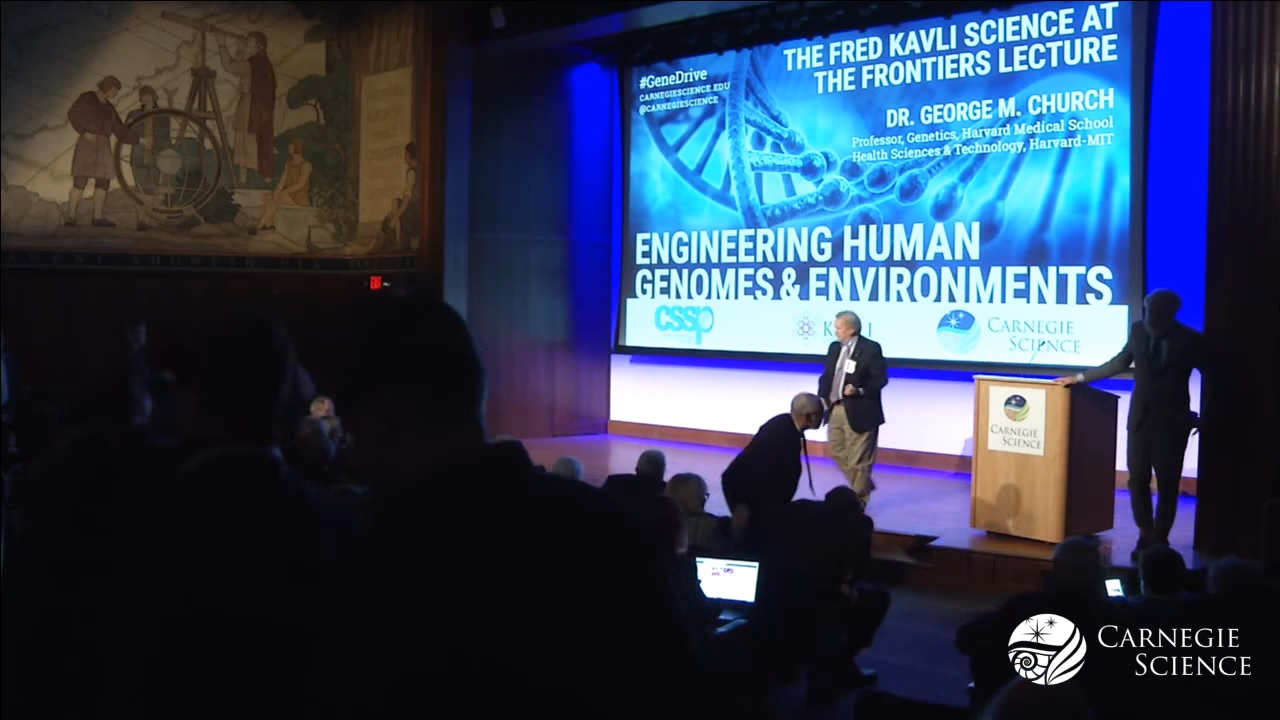 THE FRED KAVLI SCIENCE AT
THE FRONTIERS LECTURE
#GeneDrive
CARNEGIESCIENCE.EDU
@CARNEGIESCIENCE
DR. GEORGE M. CHURCH
Professor, Genetics, Harvard Medical School
Health Sciences & Technology, Harvard-MIT
ENGINEERING HUMAN
GENOMES & ENVIRONMENTS
cssp
CARNEGIE
SCIENCE
CARNEGIE
SCIENCE
EXIT
CARNEGIE
SCIENCE